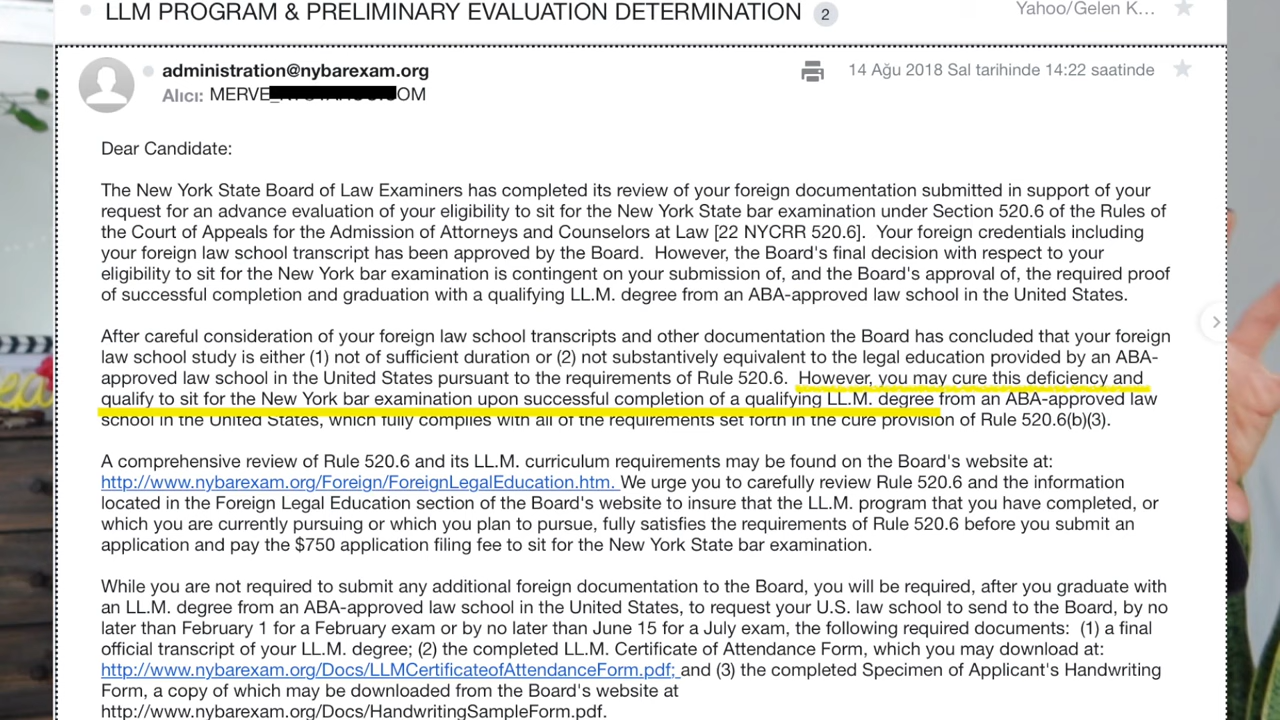 LLM PROGRAM & PRELIMINARY EVALUATION DETERMINATION 2
Yahoo/Gelen K...
administration@nybarexam.org
14 Ağu 2018 Sal tarihinde 14:22 saatinde
Alıcı: MERVE OM
Dear Candidate:
The New York State Board of Law Examiners has completed its review of your foreign documentation submitted in support of your
request for an advance evaluation of your eligibility to sit for the New York State bar examination under Section 520.6 of the Rules of
the Court of Appeals for the Admission of Attorneys and Counselors at Law [22 NYCRR 520.6]. Your foreign credentials including
your foreign law school transcript has been approved by the Board. However, the Board's final decision with respect to your
eligibility to sit for the New York bar examination is contingent on your submission of, and the Board's approval of, the required proof
of successful completion and graduation with a qualifying LL.M. degree from an ABA-approved law school in the United States.
After careful consideration of your foreign law school transcripts and other documentation the Board has concluded that your foreign
law school study is either (1) not of sufficient duration or (2) not substantively equivalent to the legal education provided by an ABA-
approved law school in the United States pursuant to the requirements of Rule 520.6. However, you may cure this deficiency and
qualify to sit for the New York bar examination upon successful completion of a qualifying LL.M. degree from an ABA-approved law
school in the United States, which fully complies with all of the requirements set forth in the cure provision of Rule 520.6(b)(3).
A comprehensive review of Rule 520.6 and its LL.M. curriculum requirements may be found on the Board's website at:
http://www.nybarexam.org/Foreign/ForeignLegalEducation.htm. We urge you to carefully review Rule 520.6 and the information
located in the Foreign Legal Education section of the Board's website to insure that the LL.M. program that you have completed, or
which you are currently pursuing or which you plan to pursue, fully satisfies the requirements of Rule 520.6 before you submit an
application and pay the $750 application filing fee to sit for the New York State bar examination.
While you are not required to submit any additional foreign documentation to the Board, you will be required, after you graduate with
an LL.M. degree from an ABA-approved law school in the United States, to request your U.S. law school to send to the Board, by no
later than February 1 for a February exam or by no later than June 15 for a July exam, the following required documents: (1) a final
official transcript of your LL.M. degree; (2) the completed LL.M. Certificate of Attendance Form, which you may download at:
http://www.nybarexam.org/Docs/LLMCertificateofAttendanceForm.pdf; and (3) the completed Specimen of Applicant's Handwriting
Form, a copy of which may be downloaded from the Board's website at
http://www.nybarexam.org/Docs/HandwritingSampleForm.pdf.